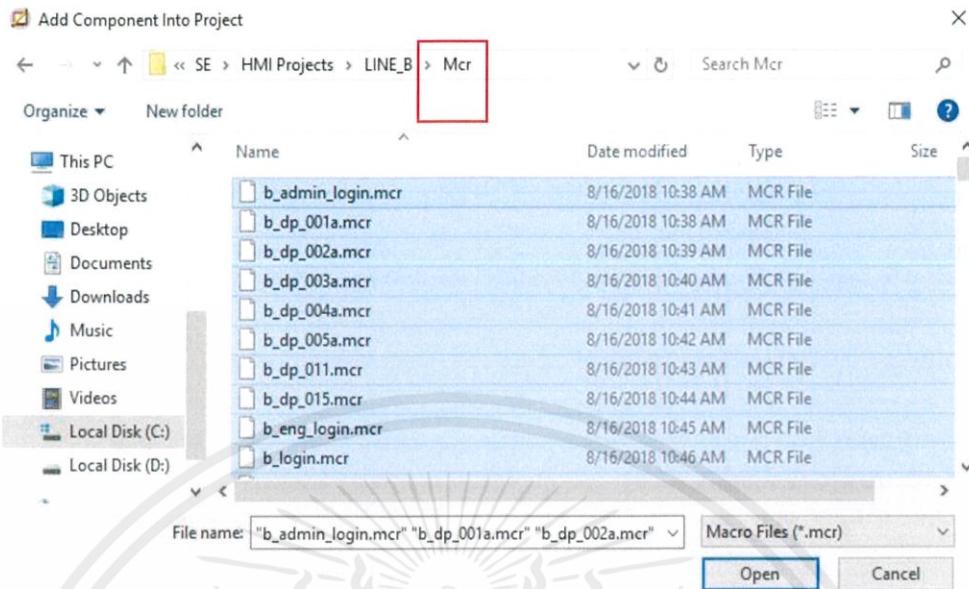 Add Component Into Project
« SE > HMI Projects > LINE_B > Mcr
Search Mcr
Organize
New folder
This PC
3D Objects
Desktop
Documents
Downloads
Music
Pictures
Videos
Local Disk (C:)
Local Disk (D:)
Name Date modified Type Size
b_admin_login.mcr 8/16/2018 10:38 AM MCR File
b_dp_001a.mcr 8/16/2018 10:38 AM MCR File
b_dp_002a.mcr 8/16/2018 10:39 AM MCR File
b_dp_003a.mcr 8/16/2018 10:40 AM MCR File
b_dp_004a.mcr 8/16/2018 10:41 AM MCR File
b_dp_005a.mcr 8/16/2018 10:42 AM MCR File
b_dp_011.mcr 8/16/2018 10:43 AM MCR File
b_dp_015.mcr 8/16/2018 10:44 AM MCR File
b_eng_login.mcr 8/16/2018 10:45 AM MCR File
b_login.mcr 8/16/2018 10:46 AM MCR File
File name: "b_admin_login.mcr" "b_dp_001a.mcr" "b_dp_002a.mcr"
Macro Files (*.mcr)
Open Cancel